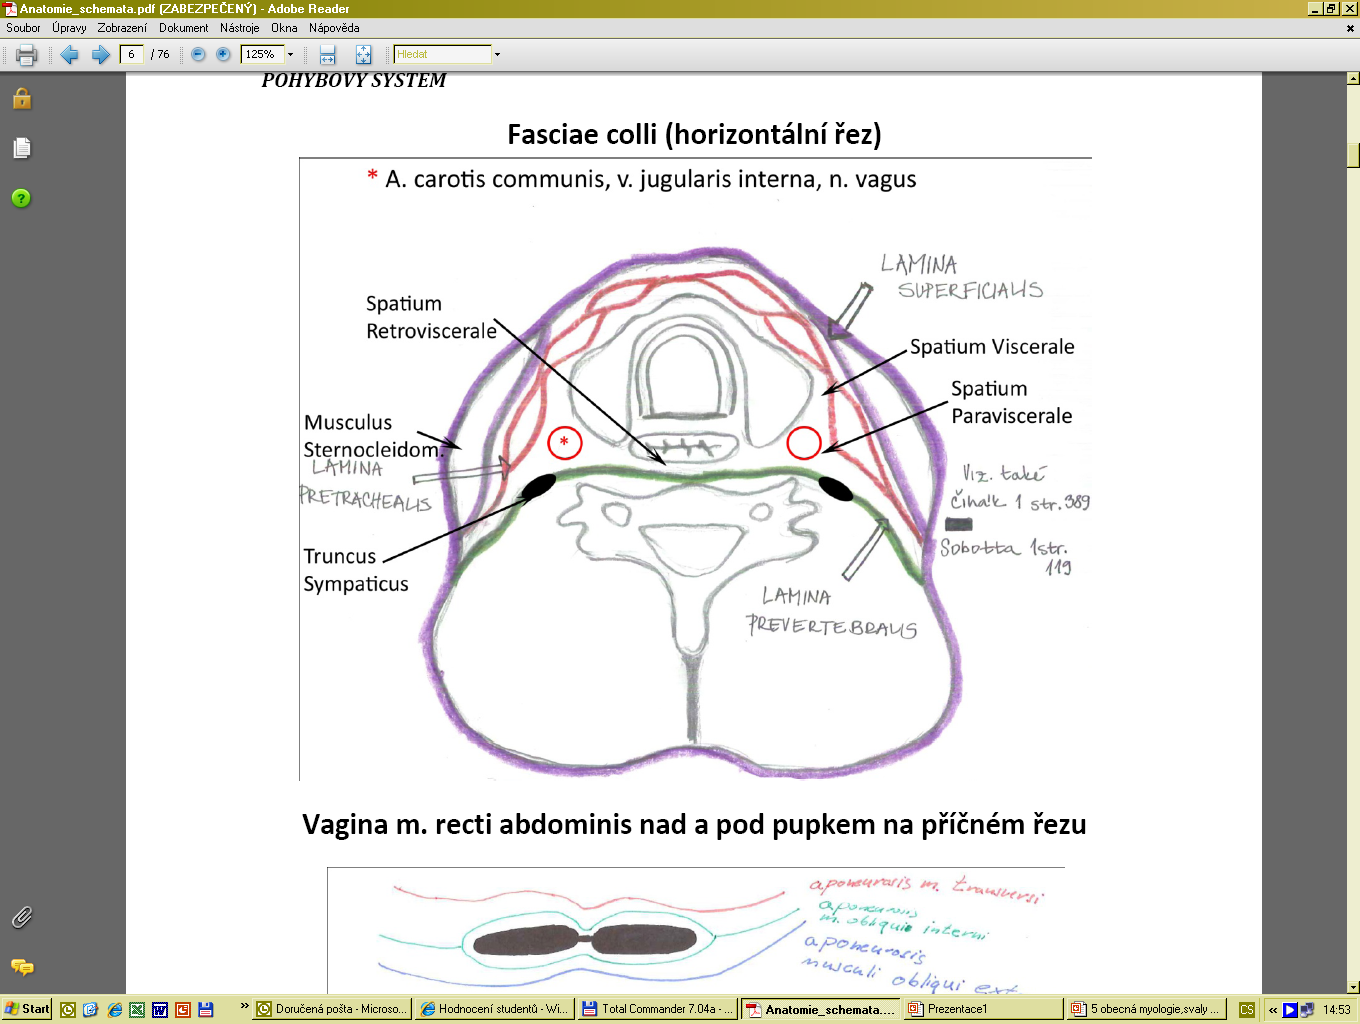 Anatomie_schemata.pdf (ZABEZPEČENÝ) - Adobe Reader
Soubor Úpravy Zobrazení Dokument Nástroje Okna Nápověda
6 / 76 125% Hledat
POHYBOVÝ SYSTÉM
Fasciae colli (horizontální řez)
* A. carotis communis, v. jugularis interna, n. vagus
LAMINA
SUPERFICIALIS
Spatium
Retroviscerale
Spatium Viscerale
Spatium
Paraviscerale
Musculus
Sternocleidom.
LAMINA
PRETRACHEALIS
*
Viz. také
Čihák 1 str. 389
Sobotta 1 str.
119
Truncus
Sympaticus
LAMINA
PREVERTEBRALIS
Vagina m. recti abdominis nad a pod pupkem na příčném řezu
aponeurosis m. transversi
aponeurosis
m. obliquie interni
aponeurosis
musculi obliqui ext
Start » Doručená pošta - Microso... Hodnocení studentů - Wi... Total Commander 7.04a - ... Anatomie_schemata.... Prezentace1 5 obecná myologie,svaly ... CS « 14:53